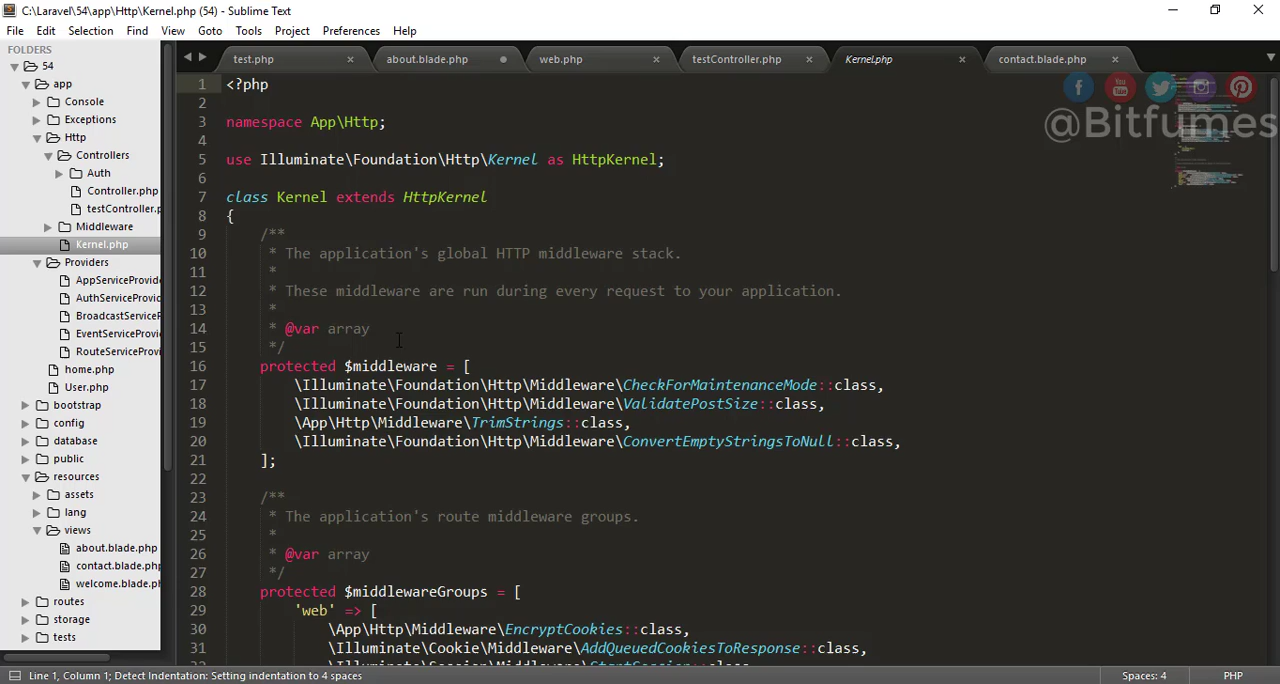 C:\Laravel\54\app\Http\Kernel.php (54) - Sublime Text
File Edit Selection Find View Goto Tools Project Preferences Help
FOLDERS
54
app
Console
Exceptions
Http
Controllers
Auth
Controller.php
testController.p
Middleware
Kernel.php
Providers
AppServiceProvide
AuthServiceProvid
BroadcastServiceP
EventServiceProvi
RouteServiceProvi
home.php
User.php
bootstrap
config
database
public
resources
assets
lang
views
about.blade.php
contact.blade.php
welcome.blade.ph
routes
storage
tests
test.php about.blade.php web.php testController.php Kernel.php contact.blade.php
@Bitfumes
1 <?php
2
3 namespace App\Http;
4
5 use Illuminate\Foundation\Http\Kernel as HttpKernel;
6
7 class Kernel extends HttpKernel
8 {
9 /**
10 * The application's global HTTP middleware stack.
11 *
12 * These middleware are run during every request to your application.
13 *
14 * @var array
15 */
16 protected $middleware = [
17 \Illuminate\Foundation\Http\Middleware\CheckForMaintenanceMode::class,
18 \Illuminate\Foundation\Http\Middleware\ValidatePostSize::class,
19 \App\Http\Middleware\TrimStrings::class,
20 \Illuminate\Foundation\Http\Middleware\ConvertEmptyStringsToNull::class,
21 ];
22
23 /**
24 * The application's route middleware groups.
25 *
26 * @var array
27 */
28 protected $middlewareGroups = [
29 'web' => [
30 \App\Http\Middleware\EncryptCookies::class,
31 \Illuminate\Cookie\Middleware\AddQueuedCookiesToResponse::class,
32 \Illuminate\Session\Middleware\StartSession::class,
Line 1, Column 1; Detect Indentation: Setting indentation to 4 spaces
Spaces: 4 PHP